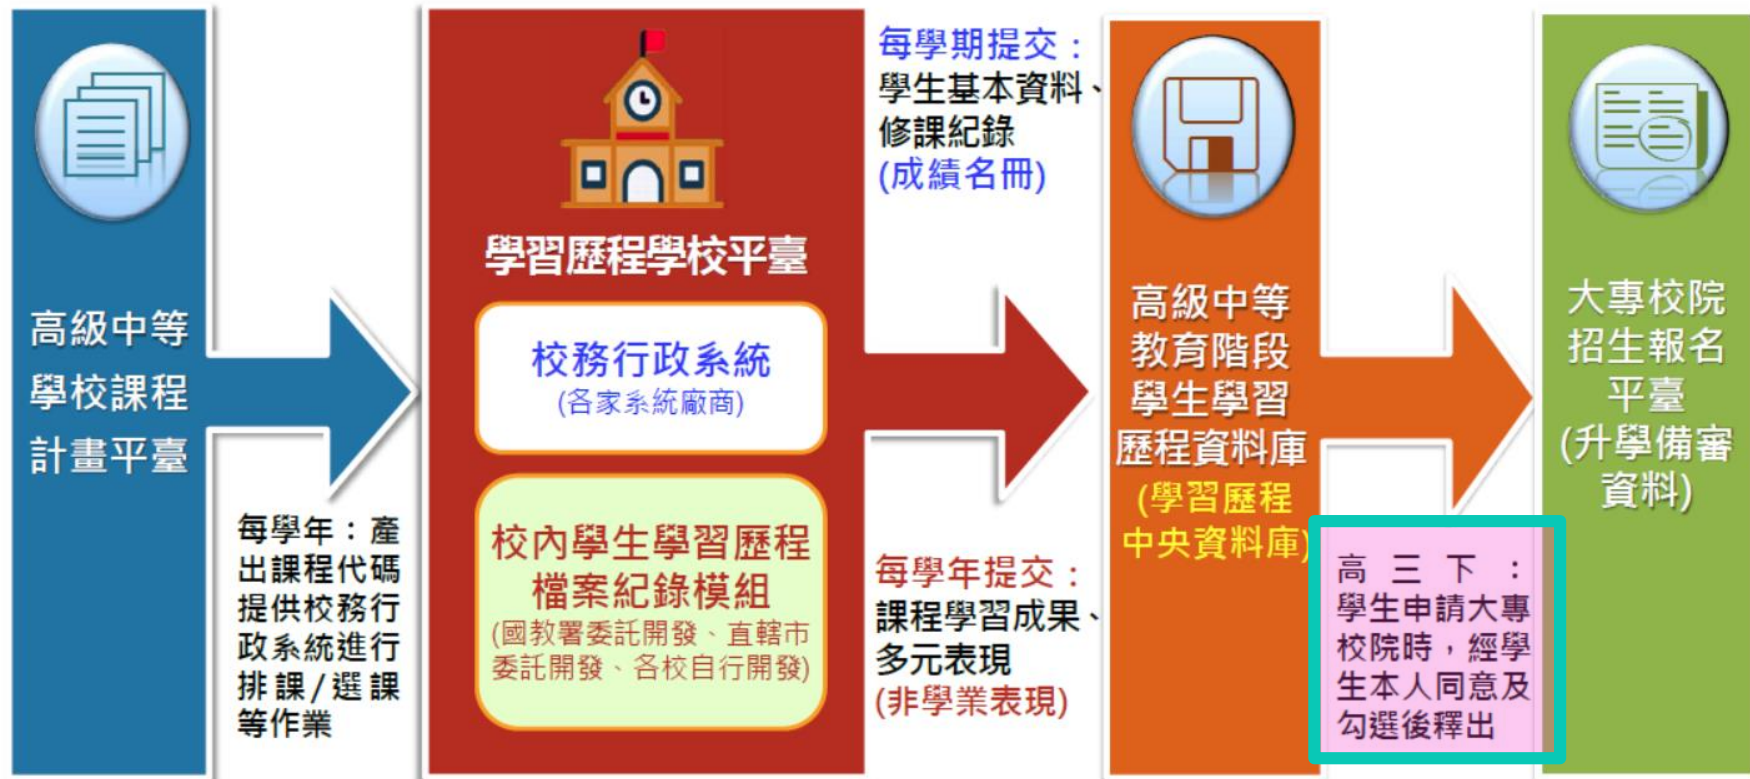 高級中等
學校課程
計畫平臺
每學年：產
出課程代碼
提供校務行
政系統進行
排課/選課
等作業
學習歷程學校平臺
校務行政系統
(各家系統廠商)
校內學生學習歷程
檔案紀錄模組
(國教署委託開發、直轄市
委託開發、各校自行開發)
每學期提交：
學生基本資料、
修課紀錄
(成績名冊)
每學年提交：
課程學習成果、
多元表現
(非學業表現)
高級中等
教育階段
學生學習
歷程資料庫
(學習歷程
中央資料庫)
高三下：
學生申請大專
校院時，經學
生本人同意及
勾選後釋出
大專校院
招生報名
平臺
(升學備審
資料)